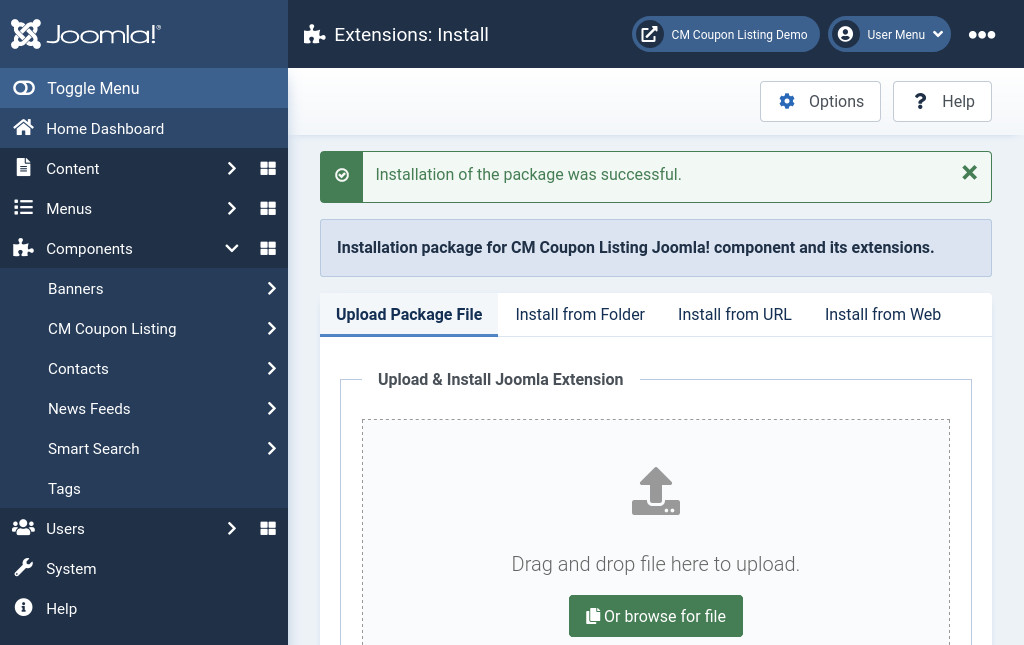 Joomla!®
Extensions: Install
CM Coupon Listing Demo
User Menu
Toggle Menu
Home Dashboard
Content
Menus
Components
Banners
CM Coupon Listing
Contacts
News Feeds
Smart Search
Tags
Users
System
Help
Options
Help
Installation of the package was successful.
Installation package for CM Coupon Listing Joomla! component and its extensions.
Upload Package File
Install from Folder
Install from URL
Install from Web
Upload & Install Joomla Extension
Drag and drop file here to upload.
Or browse for file